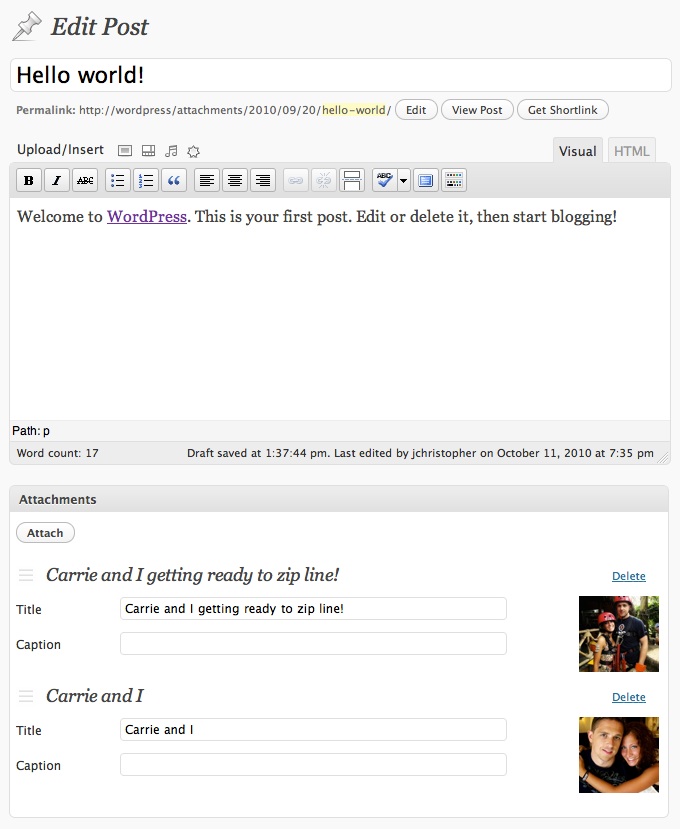 Edit Post
Hello world!
Permalink: http://wordpress/attachments/2010/09/20/hello-world/ Edit View Post Get Shortlink
Upload/Insert Visual HTML
B I ABC ABC
Welcome to WordPress. This is your first post. Edit or delete it, then start blogging!
Path: p
Word count: 17 Draft saved at 1:37:44 pm. Last edited by jchristopher on October 11, 2010 at 7:35 pm
Attachments
Attach
Carrie and I getting ready to zip line! Delete
Title Carrie and I getting ready to zip line!
Caption
Carrie and I Delete
Title Carrie and I
Caption